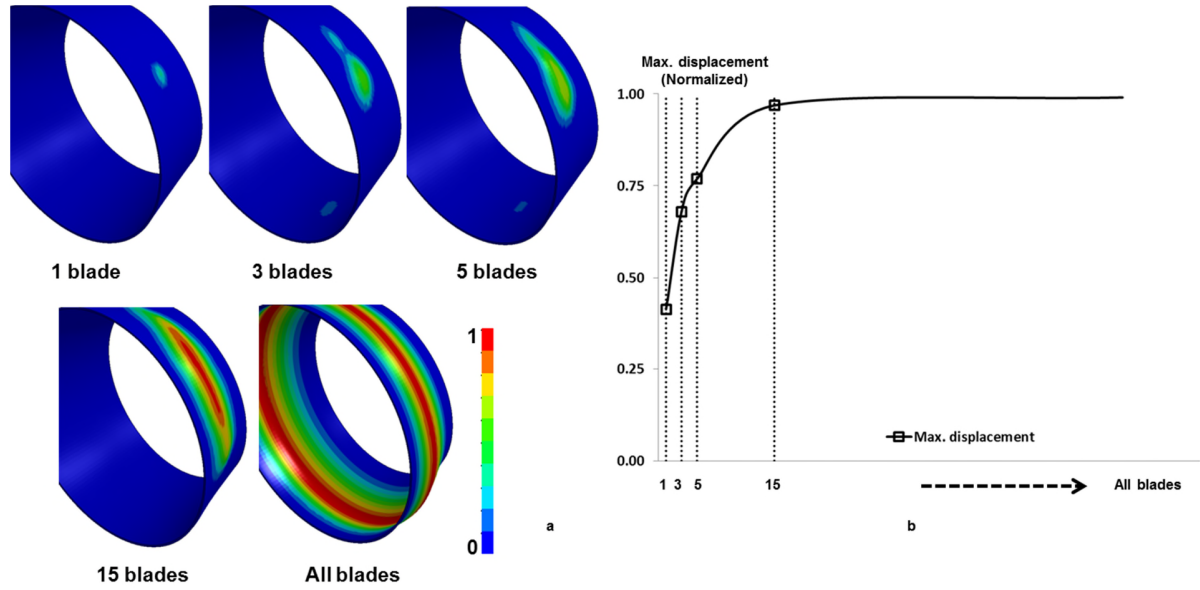 1 blade
3 blades
5 blades
15 blades
All blades
1
0
a
Max. displacement
(Normalized)
1.00
0.75
0.50
0.25
0.00
Max. displacement
1 3 5 15 All blades
b